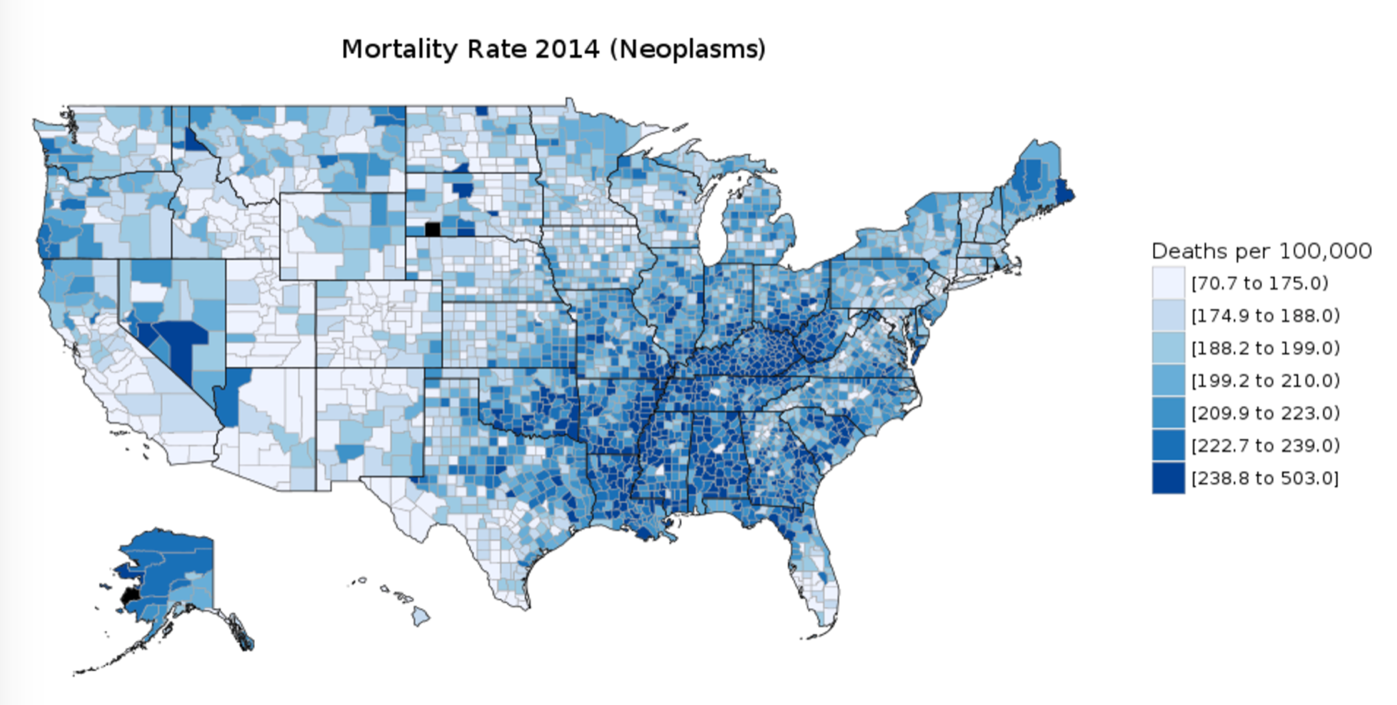 Mortality Rate 2014 (Neoplasms)
Deaths per 100,000
[70.7 to 175.0)
[174.9 to 188.0)
[188.2 to 199.0)
[199.2 to 210.0)
[209.9 to 223.0)
[222.7 to 239.0)
[238.8 to 503.0]